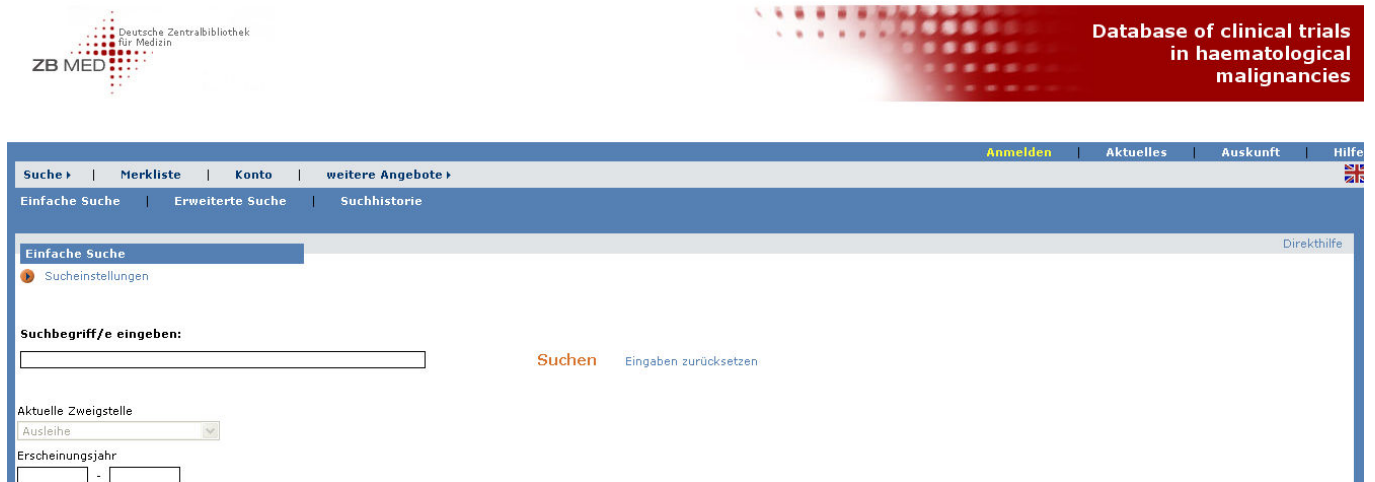 Deutsche Zentralbibliothek
für Medizin
ZB MED
Database of clinical trials
in haematological
malignancies
Anmelden | Aktuelles | Auskunft | Hilfe
Suche | Merkliste | Konto | weitere Angebote
Einfache Suche | Erweiterte Suche | Suchhistorie
Direkthilfe
Einfache Suche
Sucheinstellungen
Suchbegriff/e eingeben:
Suchen Eingaben zurücksetzen
Aktuelle Zweigstelle
Ausleihe
Erscheinungsjahr
-